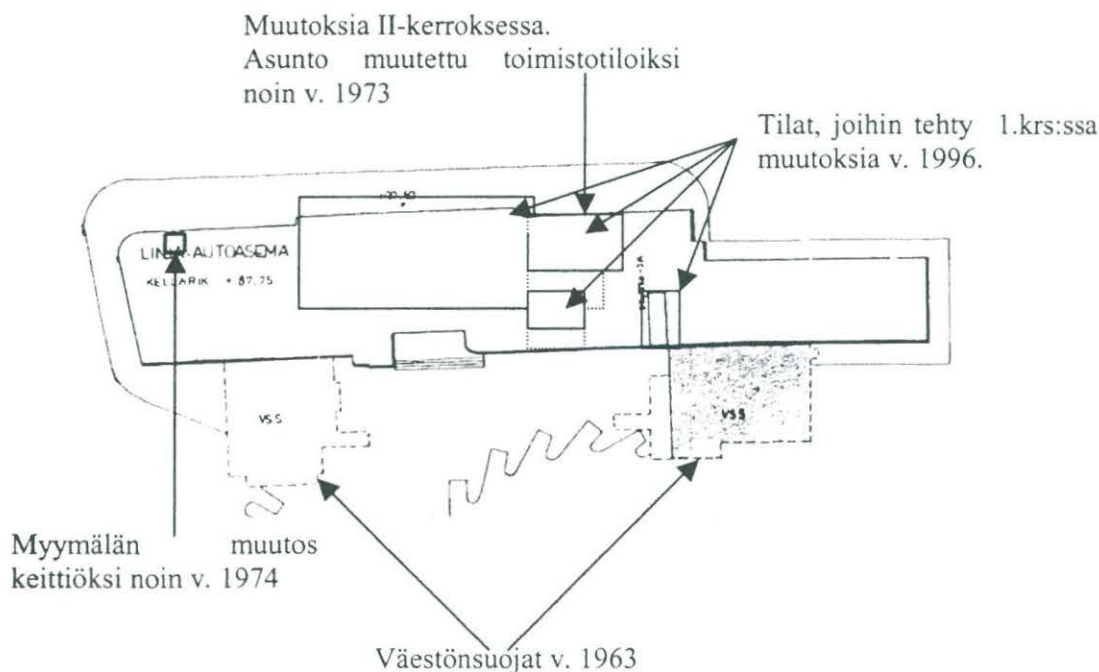 Muutoksia II-kerroksessa.
Asunto muutettu toimistotiloiksi
noin v. 1973
Tilat, joihin tehty 1.krs:ssa
muutoksia v. 1996.
LINJA-AUTOASEMA
KELLARIK + 87.75
VSS
VSS
Myymälän muutos
keittiöksi noin v. 1974
Väestönsuojat v. 1963